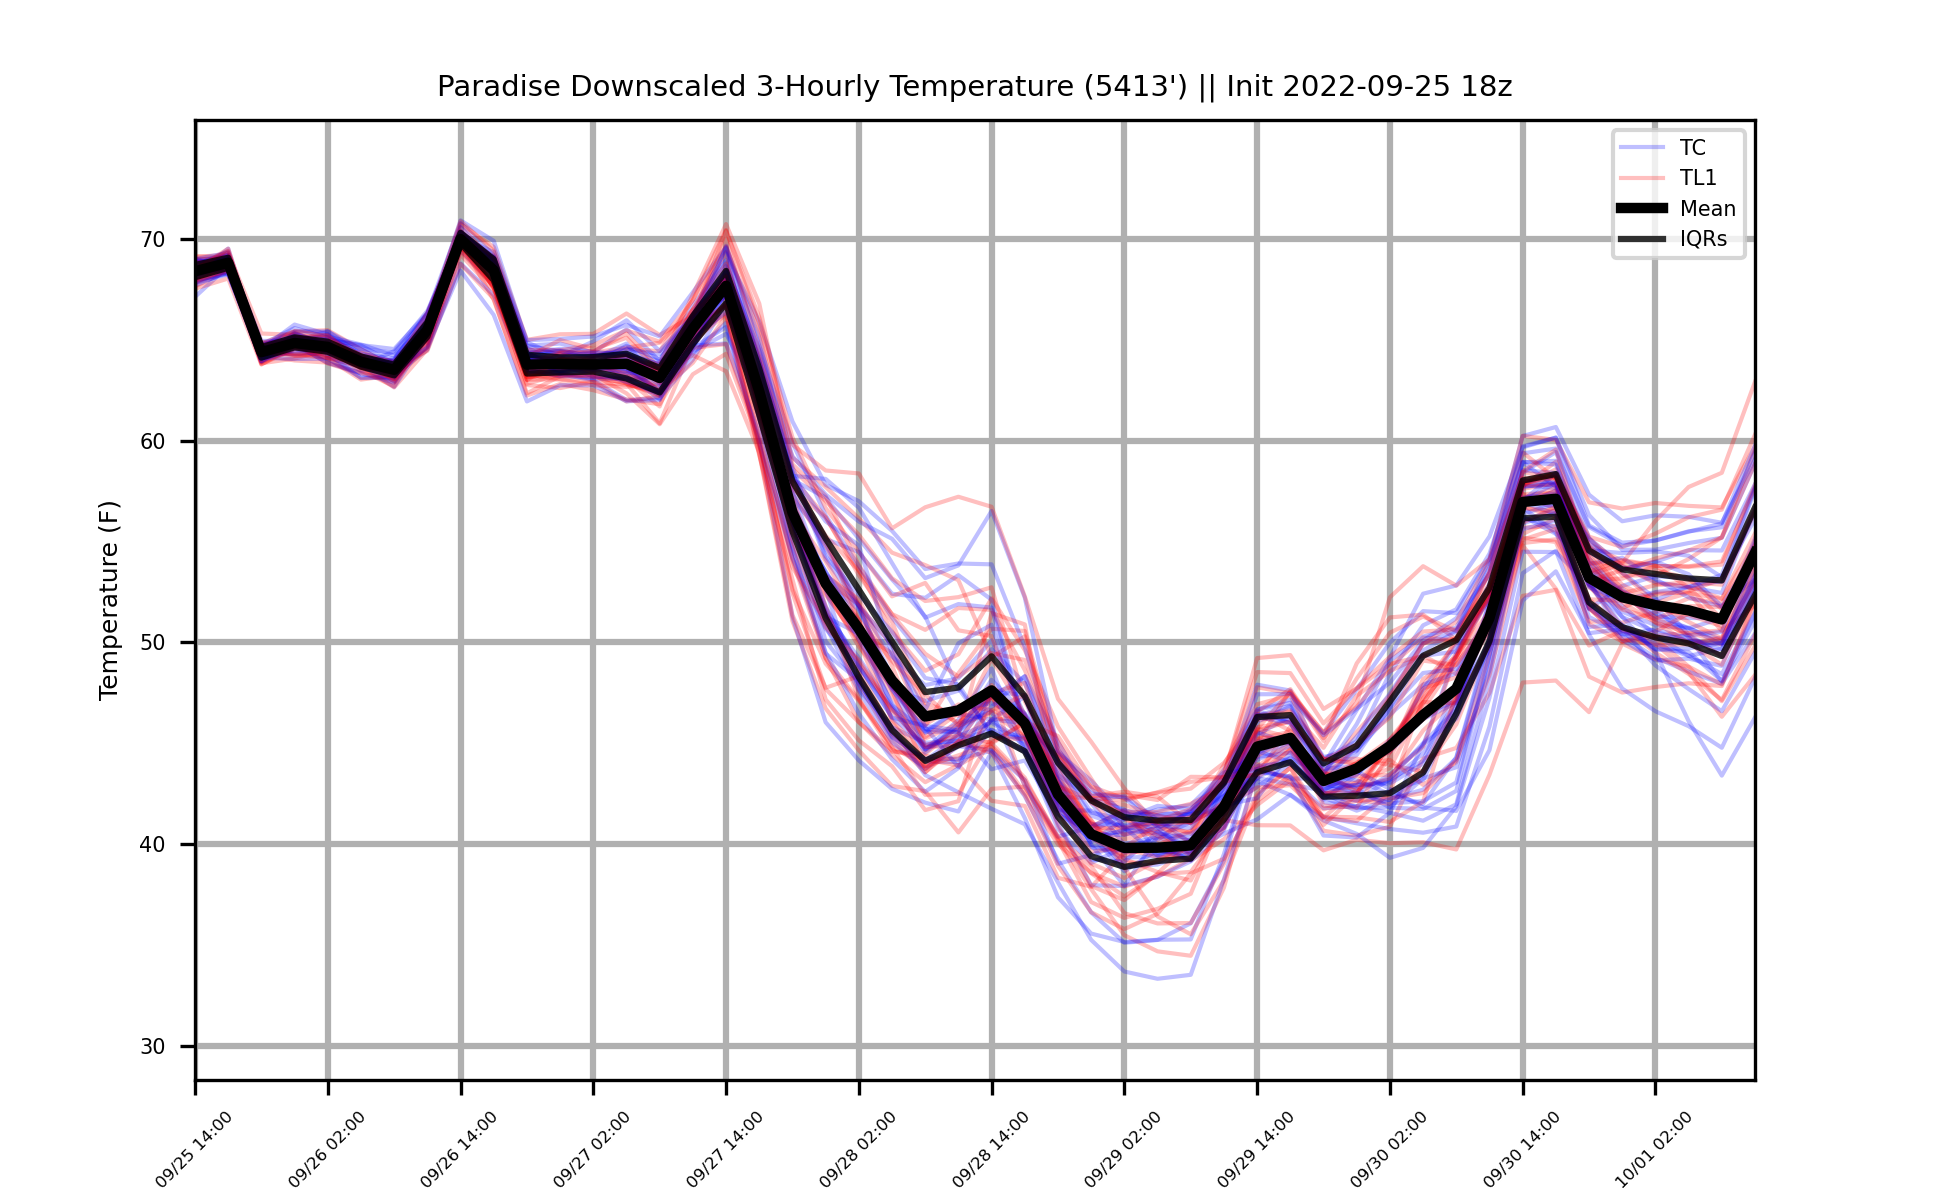 Paradise Downscaled 3-Hourly Temperature (5413') || Init 2022-09-25 18z
TC
TL1
Mean
IQRs
Temperature (F)
70
60
50
40
30
09/25 14:00
09/26 02:00
09/26 14:00
09/27 02:00
09/27 14:00
09/28 02:00
09/28 14:00
09/29 02:00
09/29 14:00
09/30 02:00
09/30 14:00
10/01 02:00